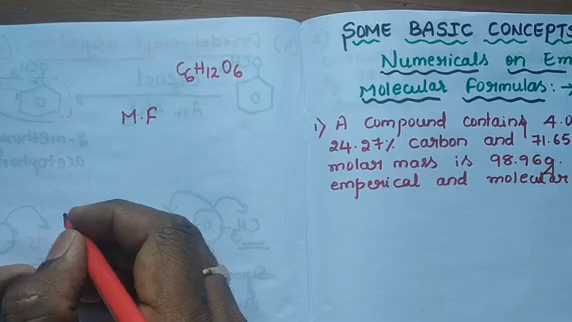 C6H12O6
M.F
SOME BASIC CONCEPTS
Numericals on Em
Molecular Formulas:→
1) A compound contains 4.0
24.27% carbon and 71.65
molar mass is 98.96g.
emperical and molecular